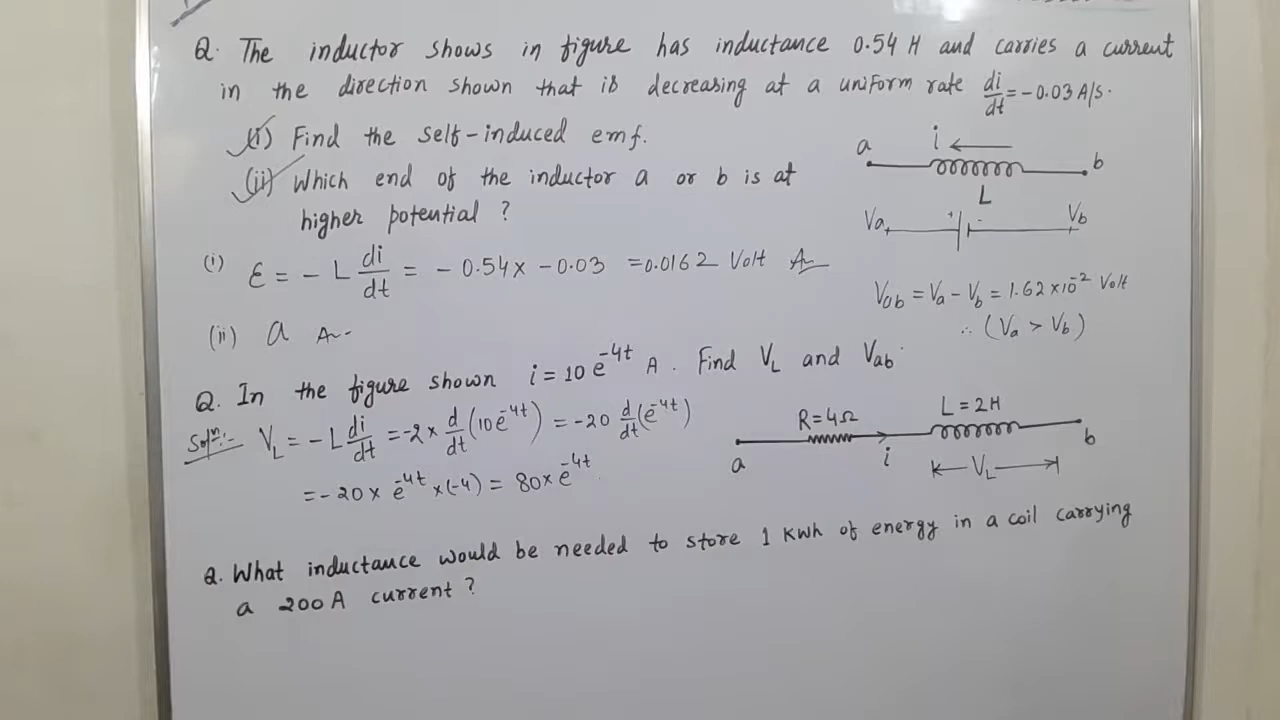 Q. The inductor shows in figure has inductance 0.54 H and carries a current
in the direction shown that is decreasing at a uniform rate di/dt = -0.03 A/s.
(i) Find the self-induced emf.
(ii) Which end of the inductor a or b is at
higher potential ?
a i ← b
L
Va + - Vb
(i) Ɛ = - L di/dt = - 0.54 x - 0.03 = 0.0162 Volt A
Vab = Va - Vb = 1.62 x 10^-2 Volt
∴ (Va > Vb)
(ii) a A
Q. In the figure shown i = 10 e^-4t A . Find VL and Vab.
Soln:- VL = - L di/dt = -2 x d/dt (10 e^-4t) = -20 d/dt (e^-4t)
= -20 x e^-4t x (-4) = 80 x e^-4t
R = 4Ω L = 2H
a i b
VL
Q. What inductance would be needed to store 1 kwh of energy in a coil carrying
a 200 A current ?